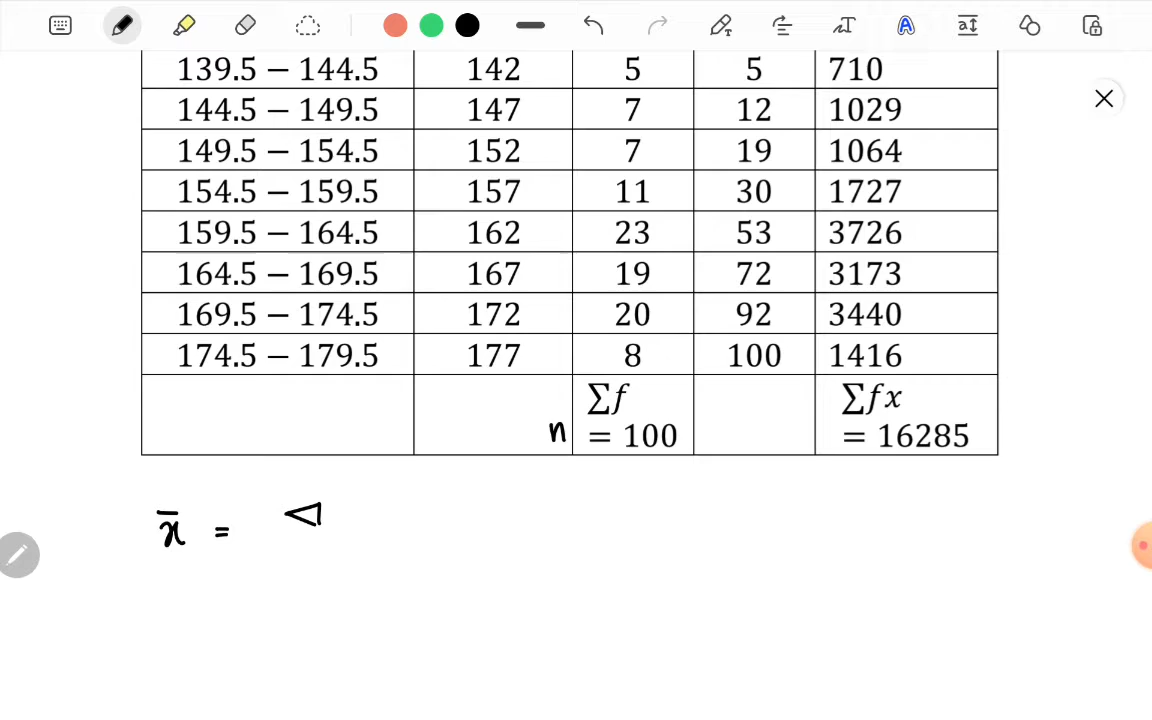 139.5 – 144.5 142 5 5 710
144.5 – 149.5 147 7 12 1029
149.5 – 154.5 152 7 19 1064
154.5 – 159.5 157 11 30 1727
159.5 – 164.5 162 23 53 3726
164.5 – 169.5 167 19 72 3173
169.5 – 174.5 172 20 92 3440
174.5 – 179.5 177 8 100 1416
∑f ∑fx
n = 100 = 16285
x̄ =